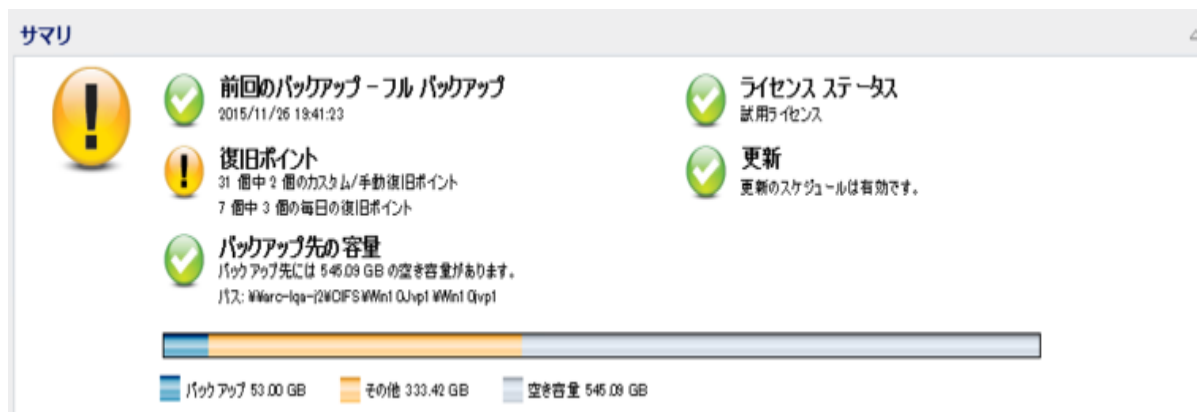 サマリ
前回のバックアップ - フル バックアップ
2015/11/26 19:41:23
復旧ポイント
31 個中 2 個のカスタム/手動復旧ポイント
7 個中 3 個の毎日の復旧ポイント
バックアップ先の容量
バックアップ先には 545.09 GB の空き容量があります。
パス: ¥¥arc-lqa-j2¥CIFS¥Win10Jvp1¥Win10jvp1
バックアップ 53.00 GB
その他 333.42 GB
空き容量 545.09 GB
ライセンス ステータス
試用ライセンス
更新
更新のスケジュールは有効です。